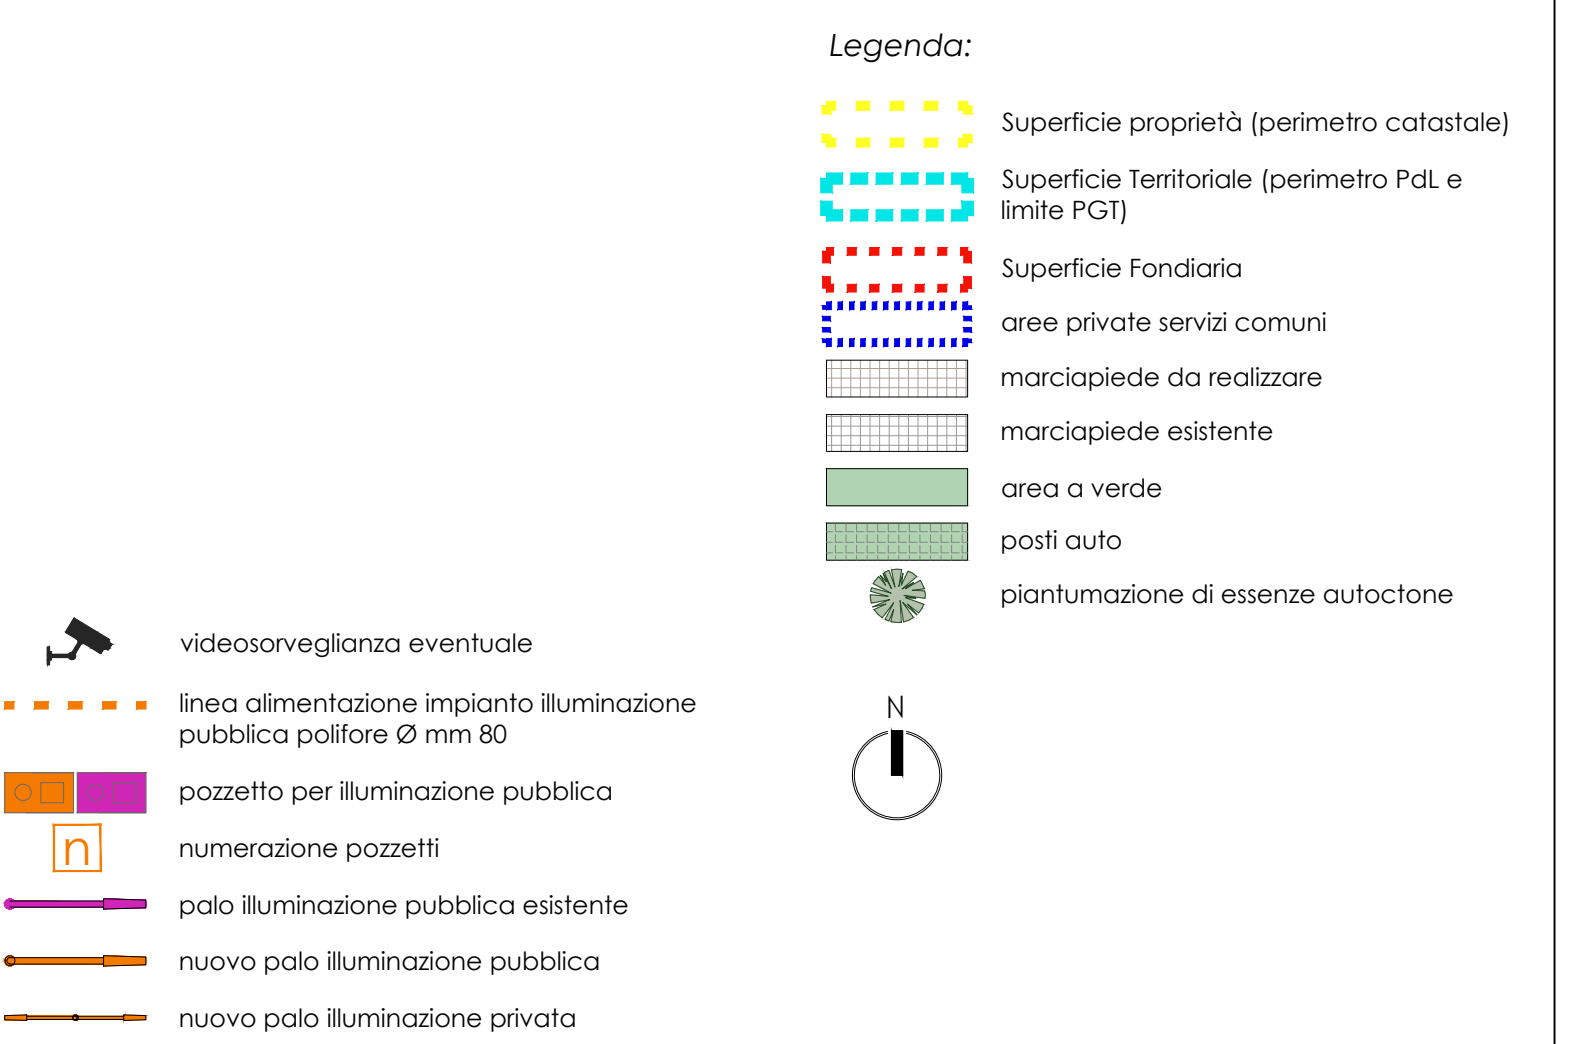 Legenda:
Superficie proprietà (perimetro catastale)
Superficie Territoriale (perimetro PdL e
limite PGT)
Superficie Fondiaria
aree private servizi comuni
marciapiede da realizzare
marciapiede esistente
area a verde
posti auto
piantumazione di essenze autoctone
N
videosorveglianza eventuale
linea alimentazione impianto illuminazione
pubblica polifore Ø mm 80
pozzetto per illuminazione pubblica
n
numerazione pozzetti
palo illuminazione pubblica esistente
nuovo palo illuminazione pubblica
nuovo palo illuminazione privata